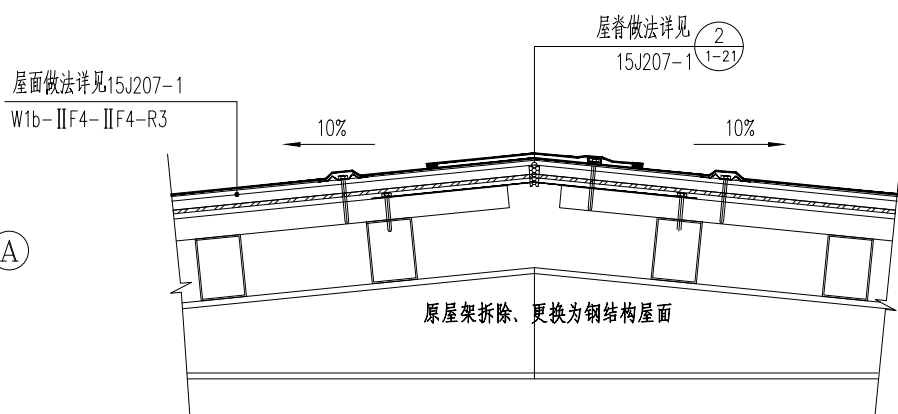 屋脊做法详见
15J207-1
2
1-21
屋面做法详见15J207-1
W1b-ⅡF4-ⅡF4-R3
10%
10%
A
原屋架拆除、更换为钢结构屋面